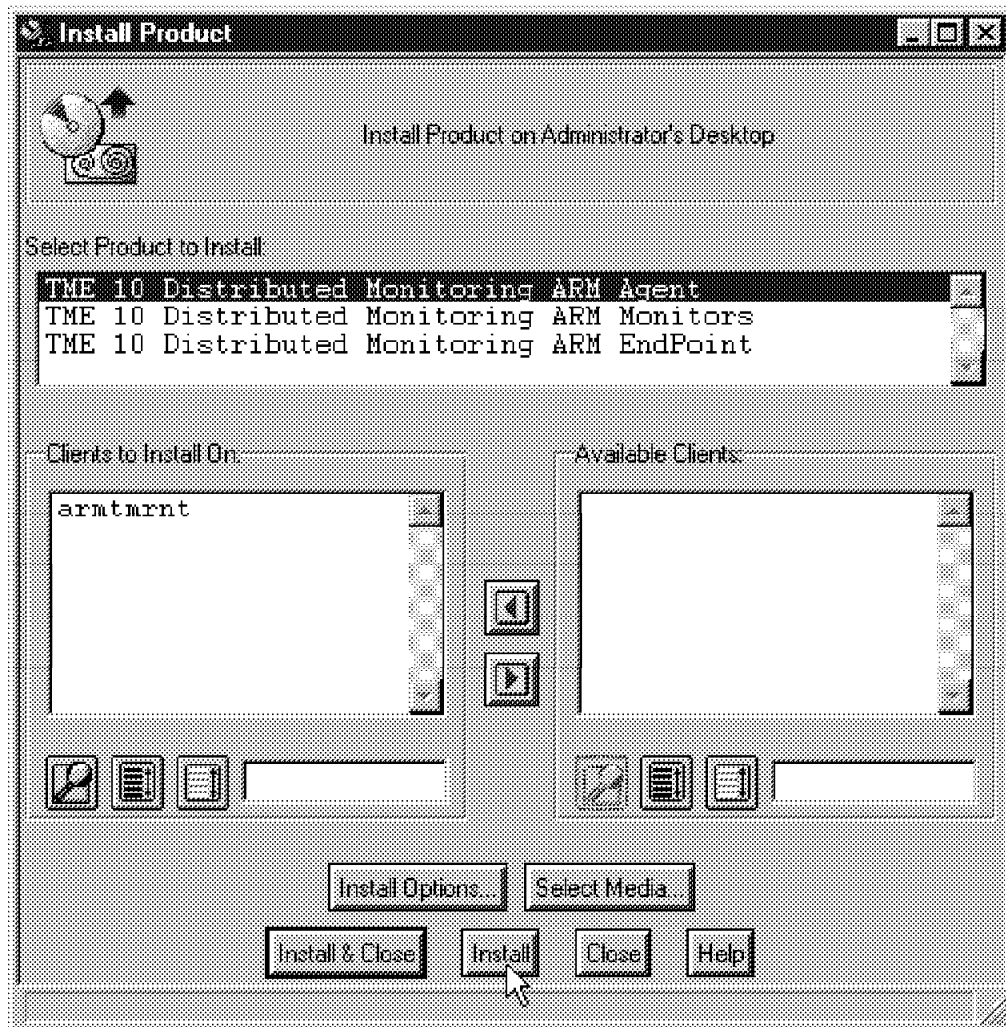 Install Product
Install Product on Administrator's Desktop
Select Product to Install:
TME 10 Distributed Monitoring ARM Agent
TME 10 Distributed Monitoring ARM Monitors
TME 10 Distributed Monitoring ARM EndPoint
Clients to Install On:
Available Clients:
armtmrnt
Install Options...
Select Media...
Install & Close
Install
Close
Help